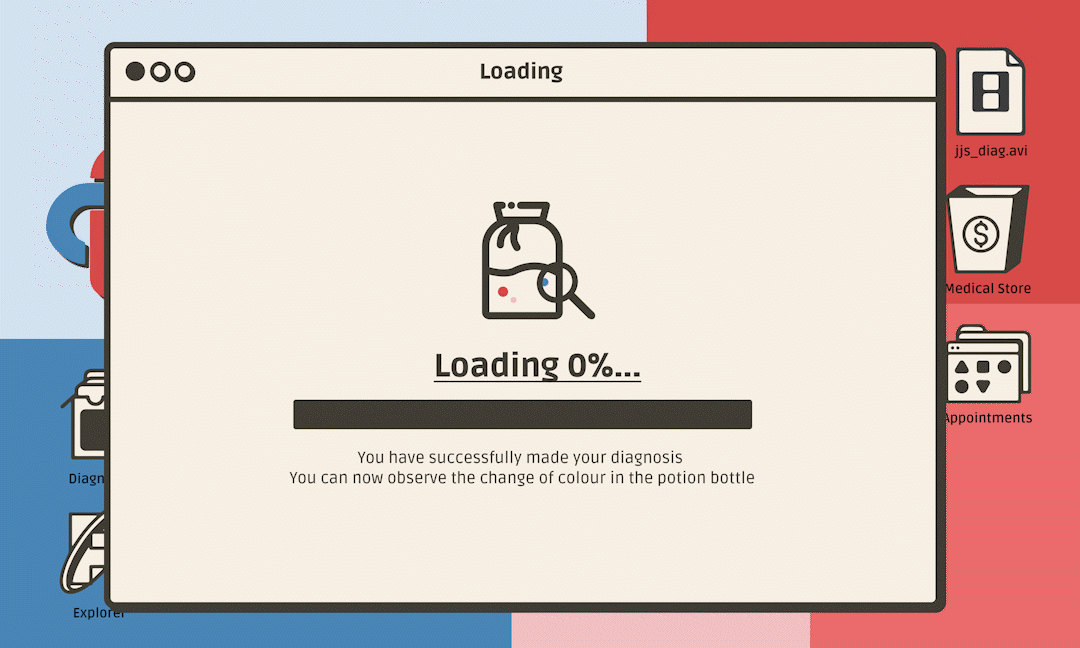 Loading
jjs_diag.avi
Medical Store
Loading 0%...
Appointments
You have successfully made your diagnosis
You can now observe the change of colour in the potion bottle
Explorer